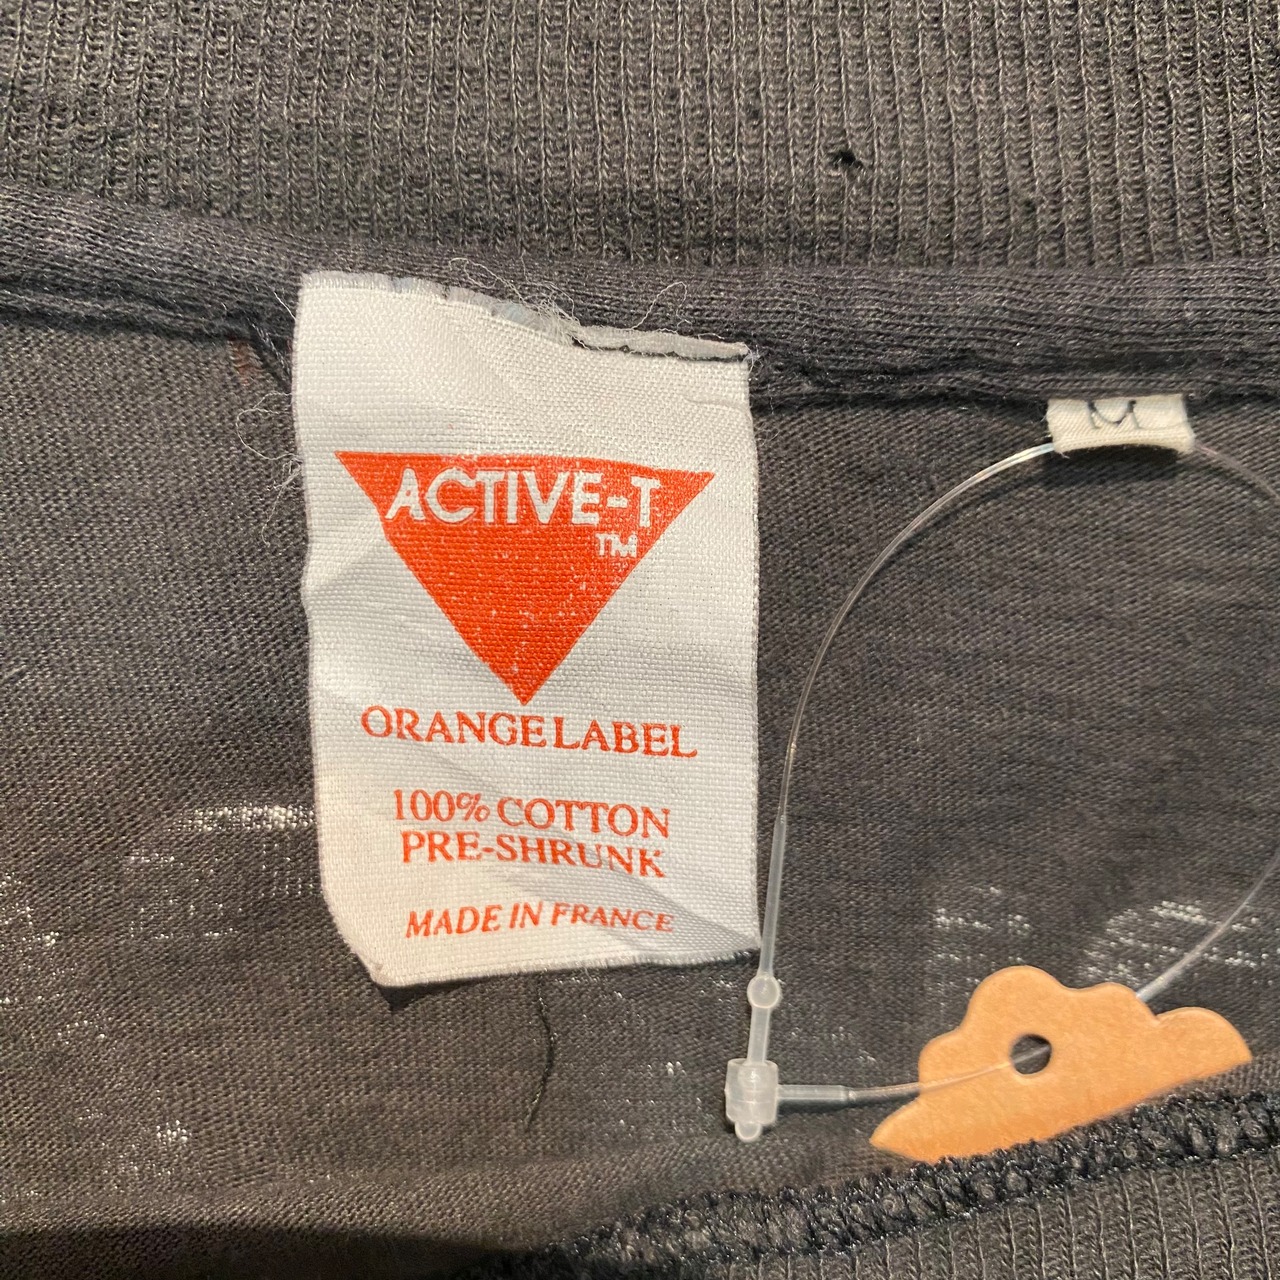 ACTIVE-T
TM
ORANGE LABEL
100% COTTON
PRE-SHRUNK
MADE IN FRANCE
M